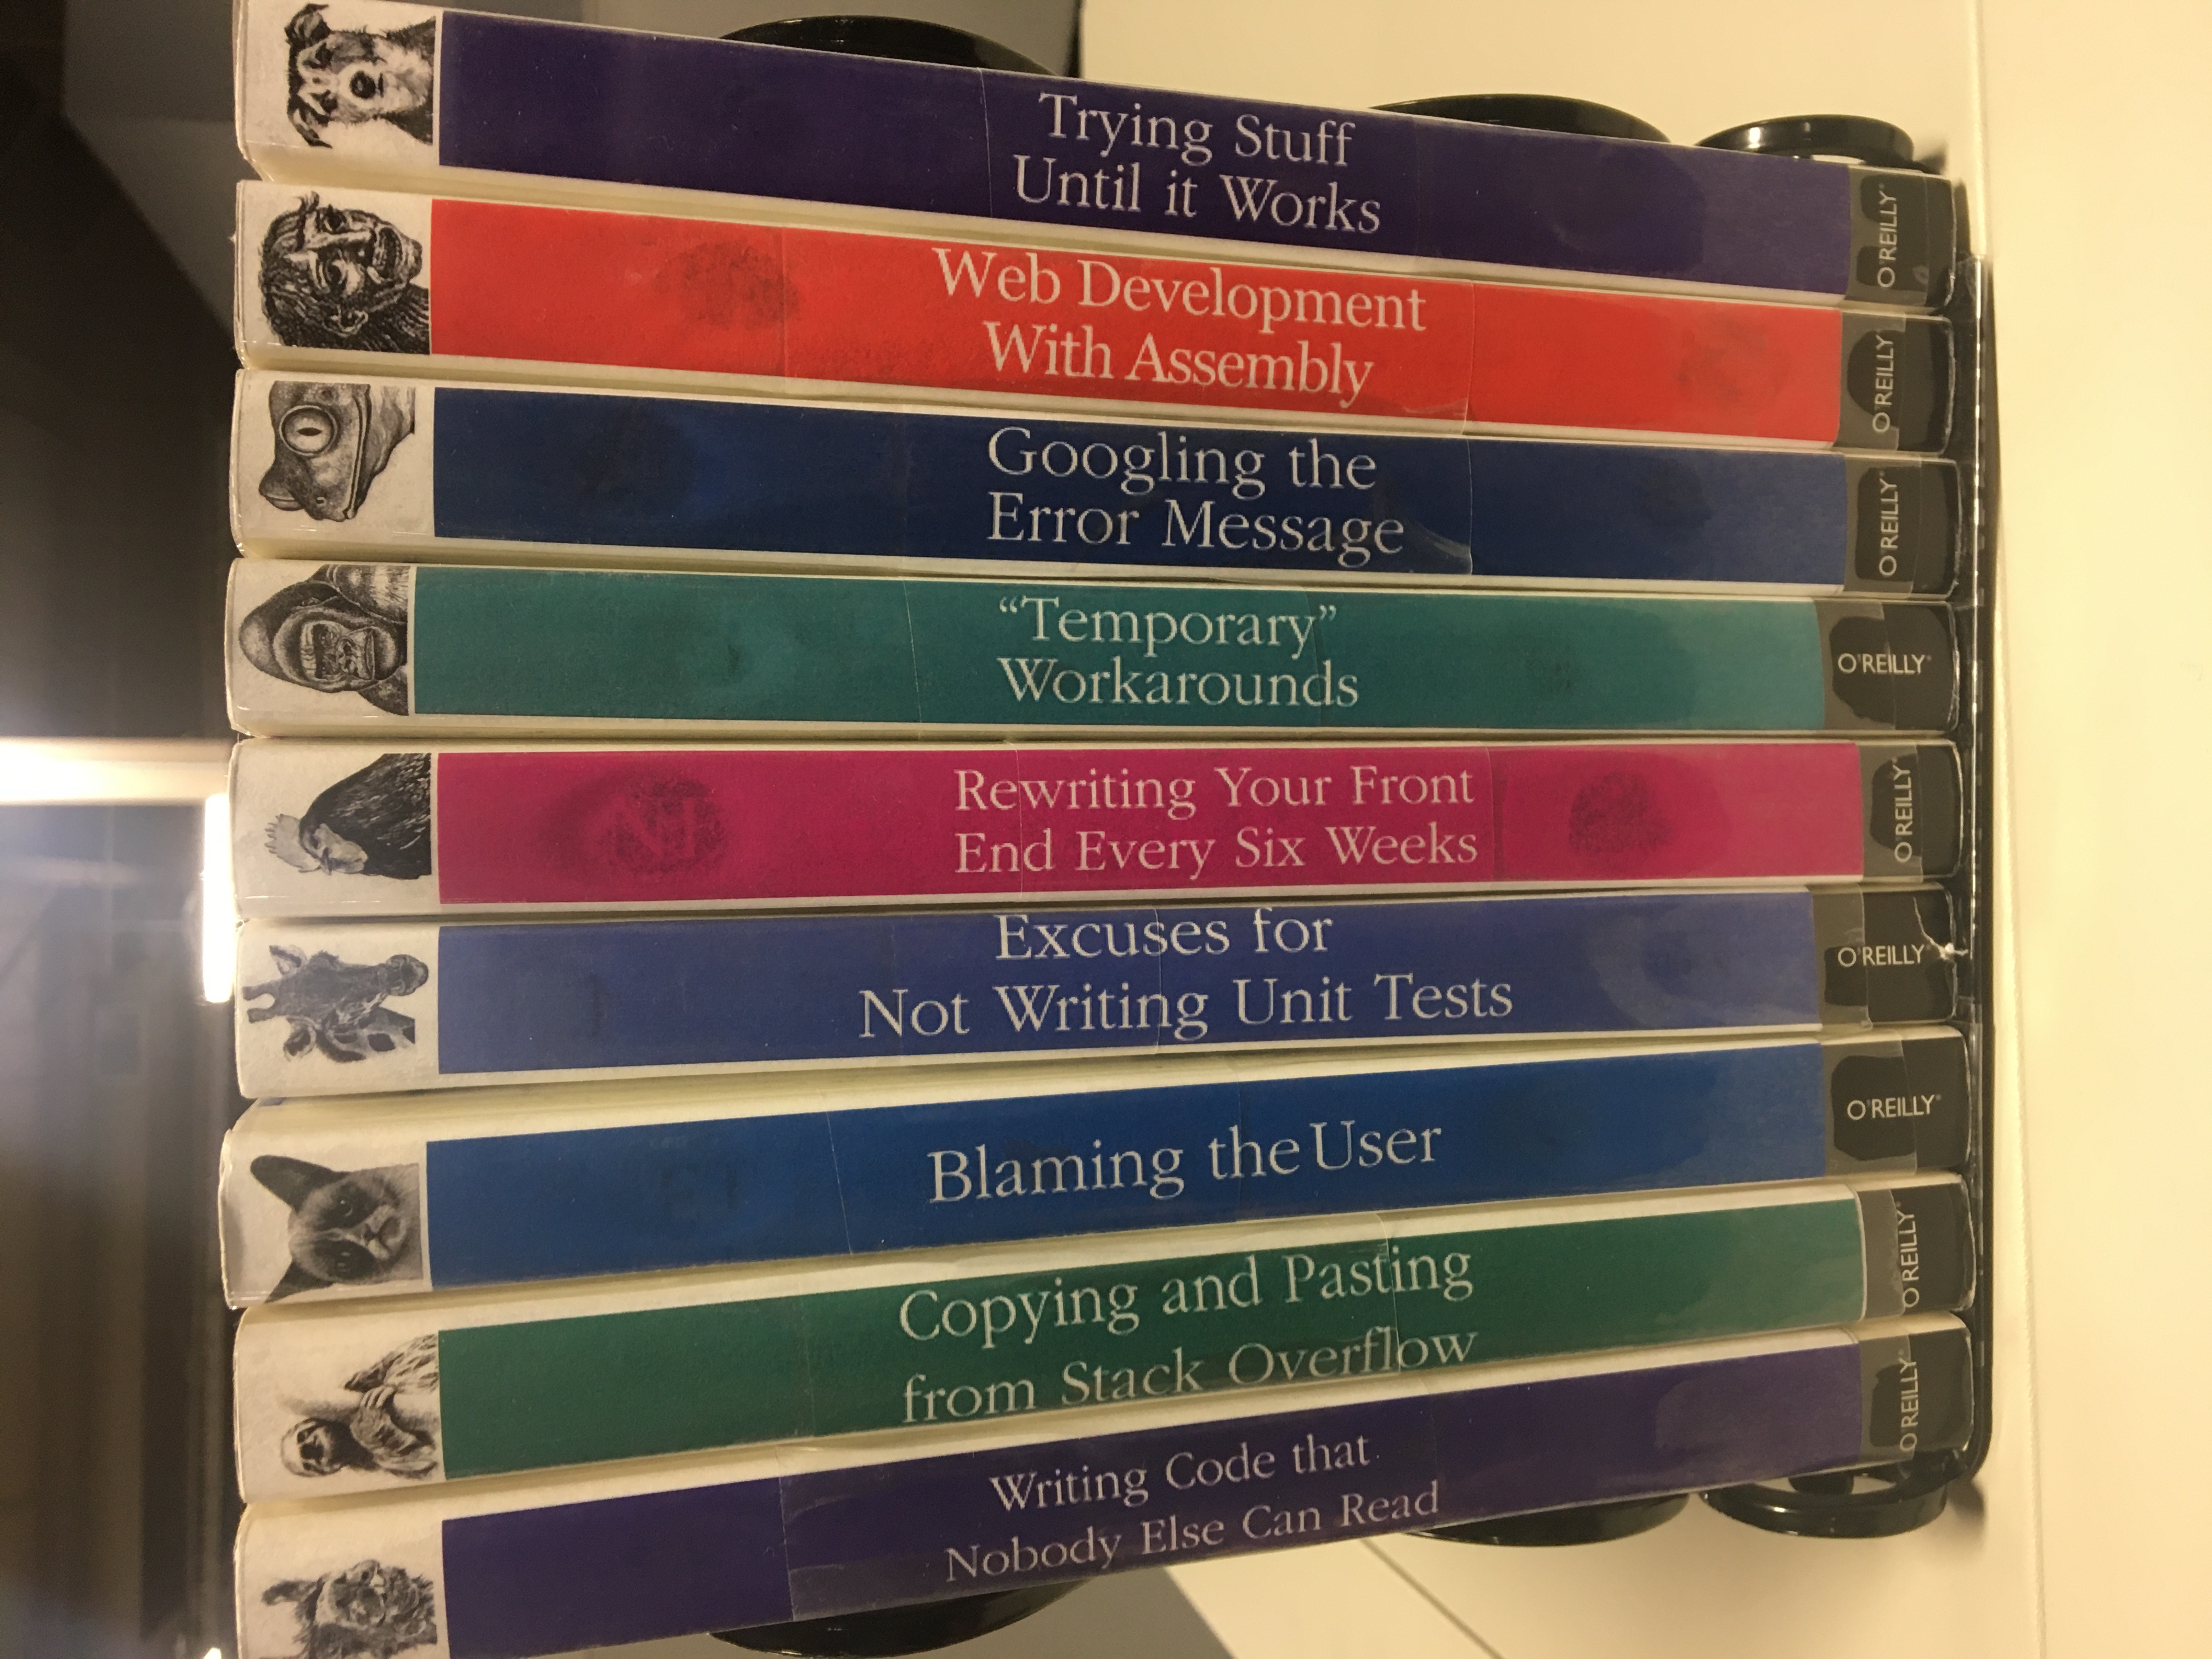 Trying Stuff
Until it Works
O'REILLY®
Web Development
With Assembly
O'REILLY®
Googling the
Error Message
O'REILLY®
“Temporary”
Workarounds
O'REILLY®
Rewriting Your Front
End Every Six Weeks
O'REILLY®
Excuses for
Not Writing Unit Tests
O'REILLY®
Blaming the User
O'REILLY®
Copying and Pasting
from Stack Overflow
O'REILLY®
Writing Code that
Nobody Else Can Read
O'REILLY®